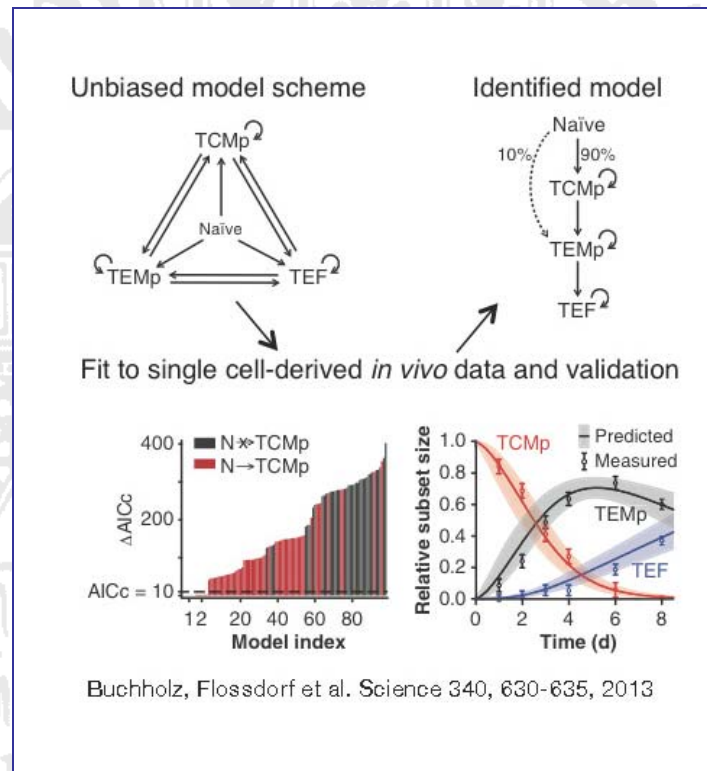 Unbiased model scheme
Identified model
TCMp
Naïve
TEMp
TEF
Naïve
10%
90%
TCMp
TEMp
TEF
Fit to single cell-derived in vivo data and validation
400
200
AICc = 10
ΔAICc
N⇸TCMp
N→TCMp
1 2
20
40
60
80
Model index
Relative subset size
1.0
0.8
0.6
0.4
0.2
0.0
TCMp
Predicted
Measured
TEMp
TEF
0
2
4
6
8
Time (d)
Buchholz, Flossdorf et al. Science 340, 630-635, 2013